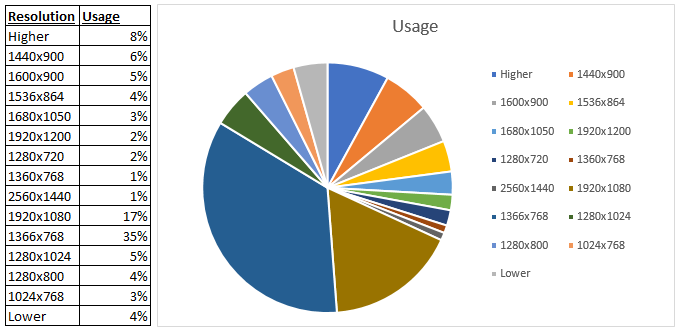 Resolution Usage
Higher 8%
1440x900 6%
1600x900 5%
1536x864 4%
1680x1050 3%
1920x1200 2%
1280x720 2%
1360x768 1%
2560x1440 1%
1920x1080 17%
1366x768 35%
1280x1024 5%
1280x800 4%
1024x768 3%
Lower 4%
Usage
Higher 1440x900
1600x900 1536x864
1680x1050 1920x1200
1280x720 1360x768
2560x1440 1920x1080
1366x768 1280x1024
1280x800 1024x768
Lower